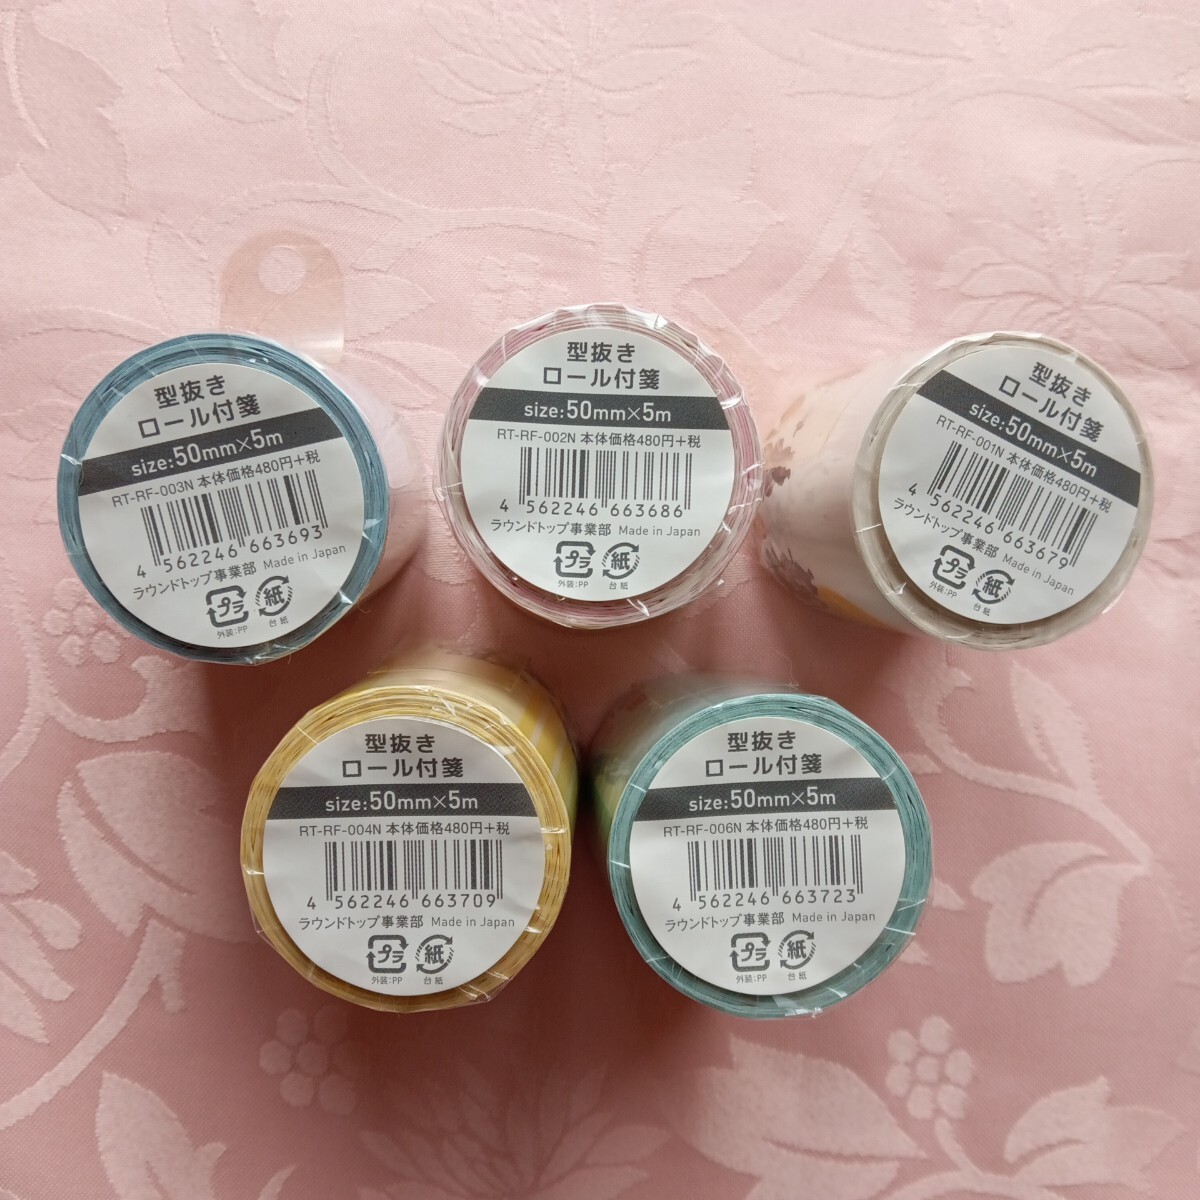 型抜き
ロール付箋
size:50mm×5m
RT-RF-003N 本体価格480円+税
4 562246 663693
ラウンドトップ事業部 Made in Japan
プラ 紙
外装:PP 台紙
型抜き
ロール付箋
size:50mm×5m
RT-RF-002N 本体価格480円+税
4 562246 663686
ラウンドトップ事業部 Made in Japan
プラ 紙
外装:PP 台紙
型抜き
ロール付箋
size:50mm×5m
RT-RF-001N 本体価格480円+税
4 562246 663679
ラウンドトップ事業部 Made in Japan
プラ 紙
外装:PP 台紙
型抜き
ロール付箋
size:50mm×5m
RT-RF-004N 本体価格480円+税
4 562246 663709
ラウンドトップ事業部 Made in Japan
プラ 紙
外装:PP 台紙
型抜き
ロール付箋
size:50mm×5m
RT-RF-006N 本体価格480円+税
4 562246 663723
ラウンドトップ事業部 Made in Japan
プラ 紙
外装:PP 台紙